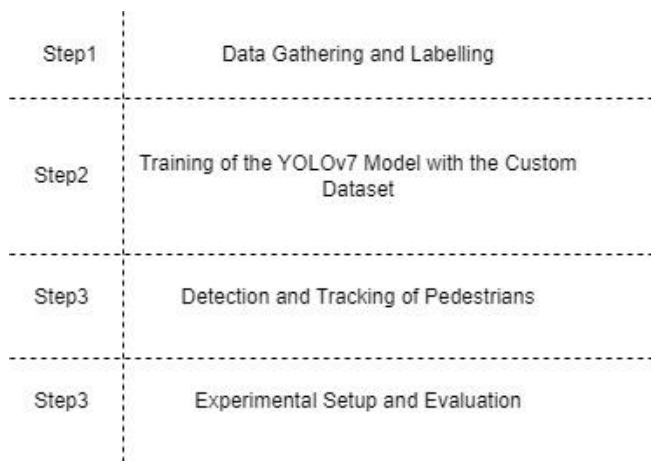 Step1 Data Gathering and Labelling
Step2 Training of the YOLOv7 Model with the Custom
Dataset
Step3 Detection and Tracking of Pedestrians
Step3 Experimental Setup and Evaluation